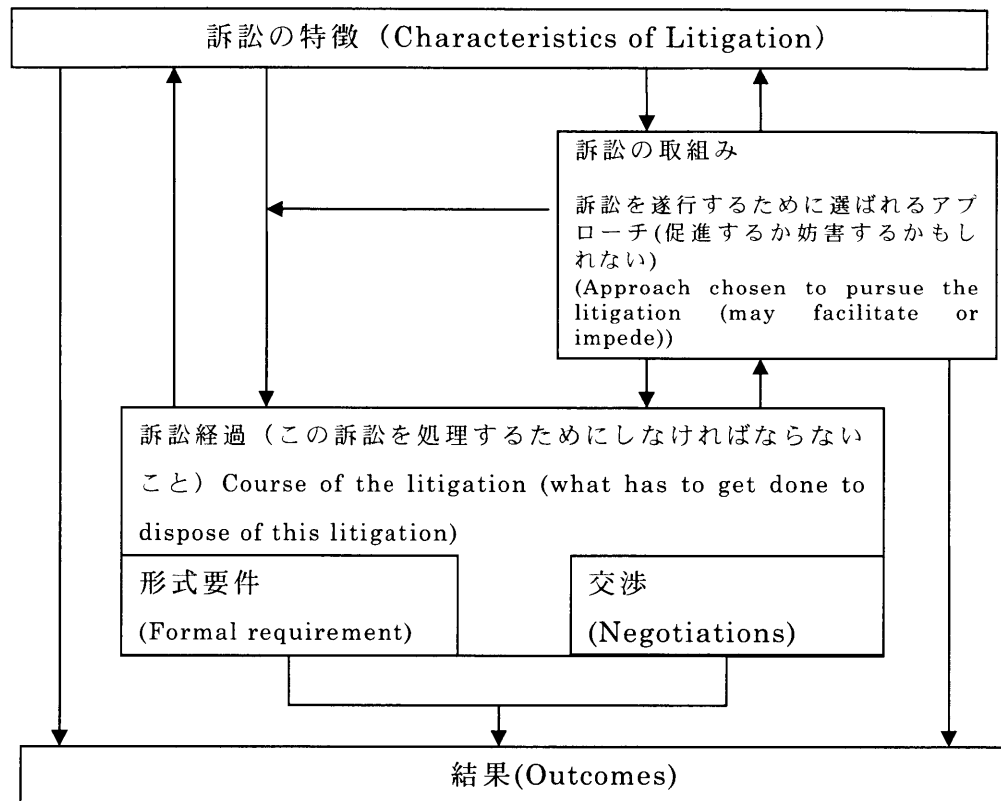 訴訟の特徴 (Characteristics of Litigation)
訴訟の取組み
訴訟を遂行するために選ばれるアプ
ローチ(促進するか妨害するかもし
れない)
(Approach chosen to pursue the
litigation (may facilitate or
impede))
訴訟経過（この訴訟を処理するためにしなければならない
こと）Course of the litigation (what has to get done to
dispose of this litigation)
形式要件
(Formal requirement)
交渉
(Negotiations)
結果(Outcomes)